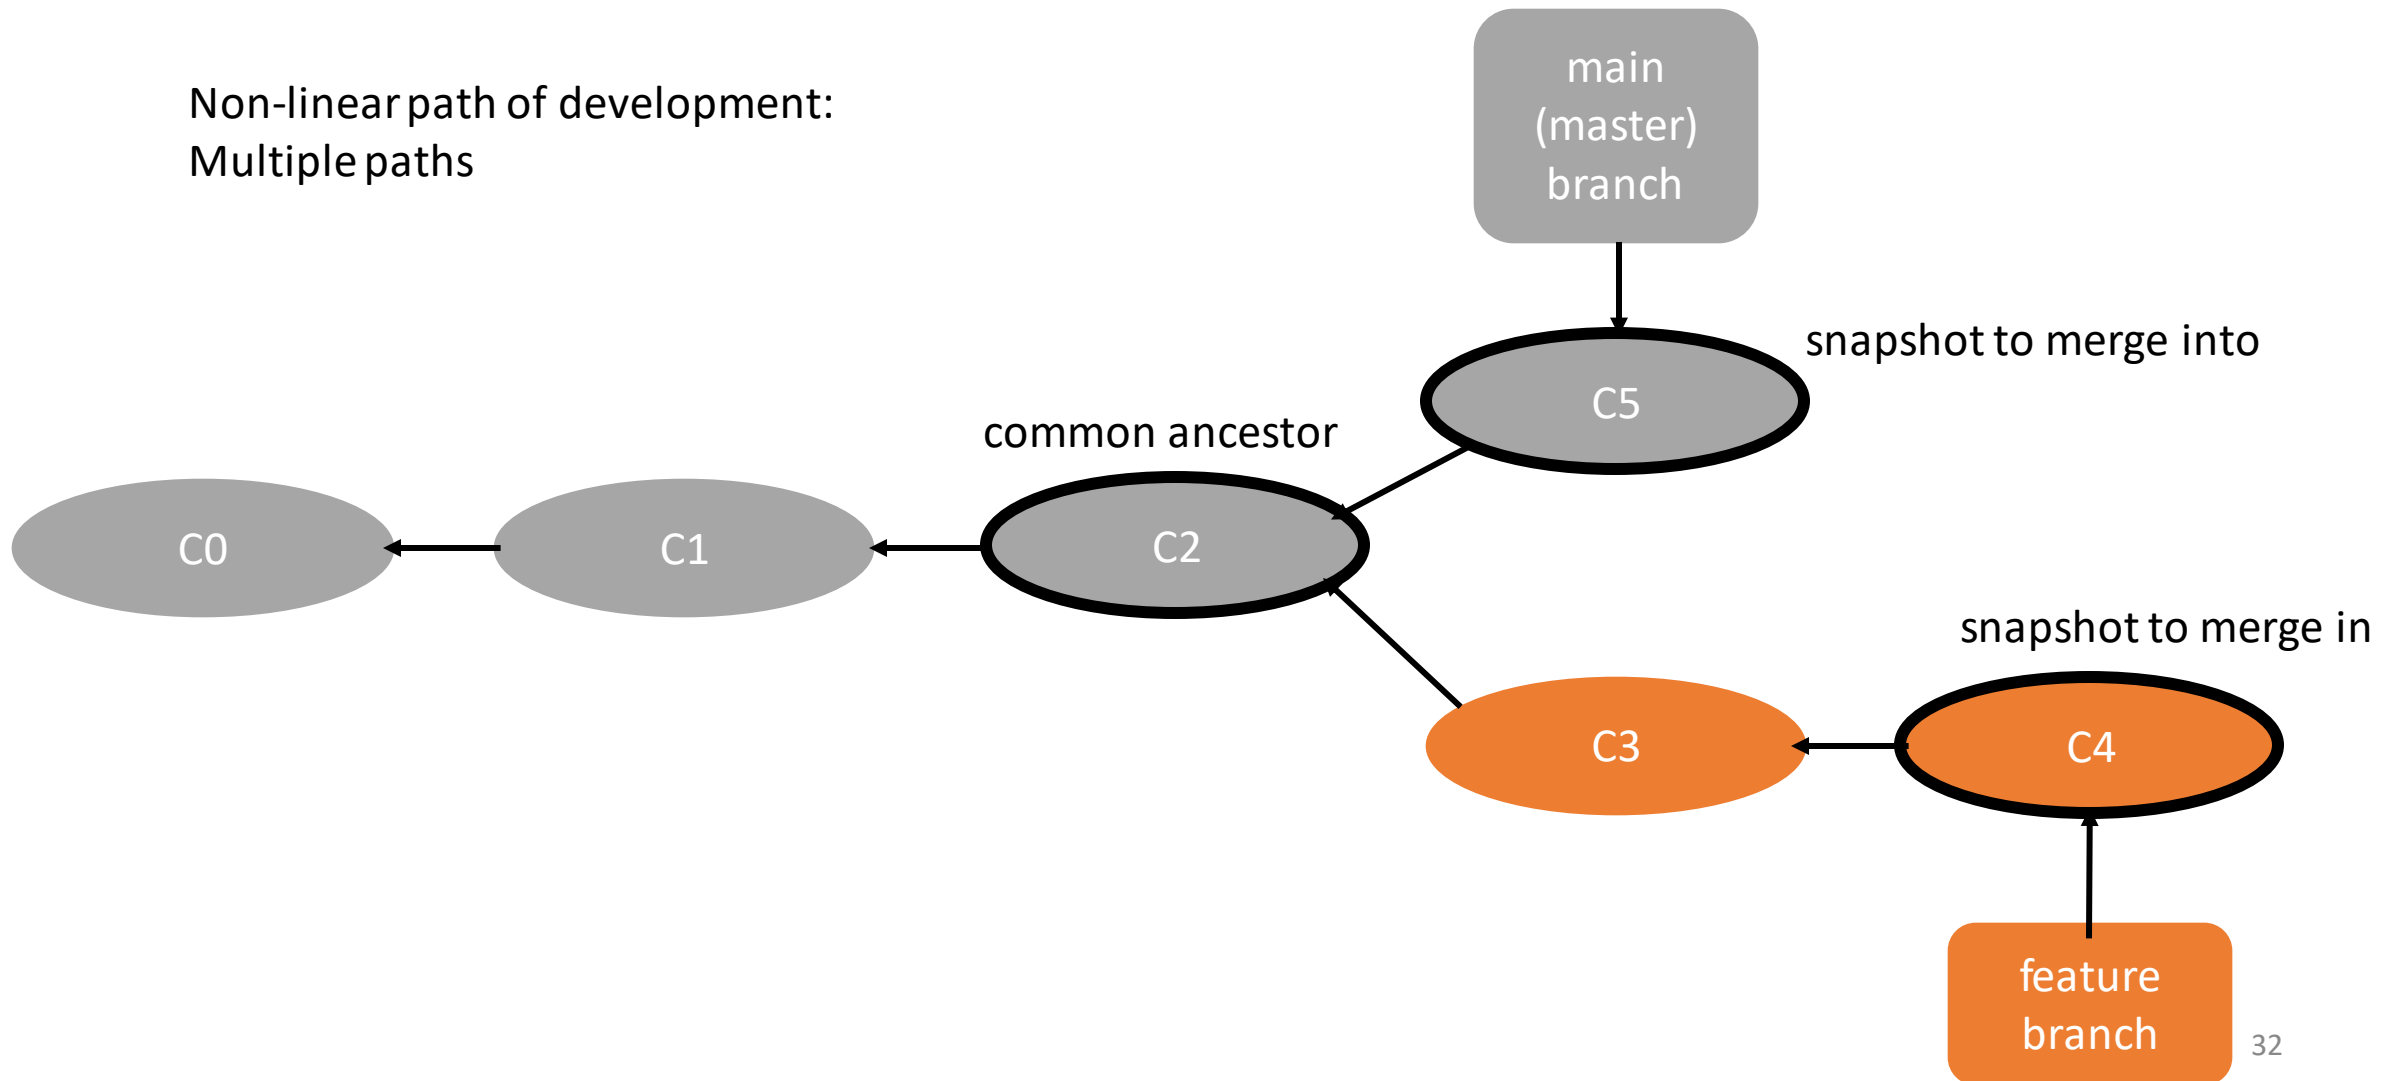 Non-linear path of development:
Multiple paths
main
(master)
branch
snapshot to merge into
C5
common ancestor
C0
C1
C2
snapshot to merge in
C3
C4
feature
branch
32